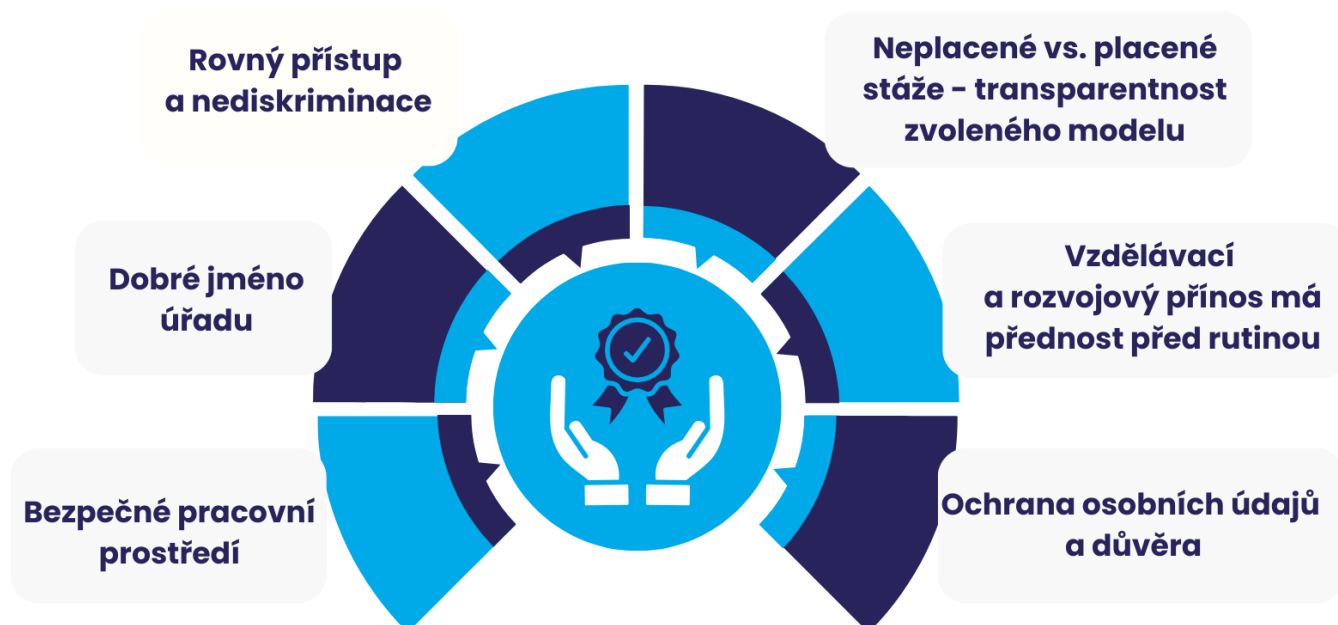 Rovný přístup
a nediskriminace
Neplacené vs. placené
stáže - transparentnost
zvoleného modelu
Dobré jméno
úřadu
Vzdělávací
a rozvojový přínos má
přednost před rutinou
Bezpečné pracovní
prostředí
Ochrana osobních údajů
a důvěra